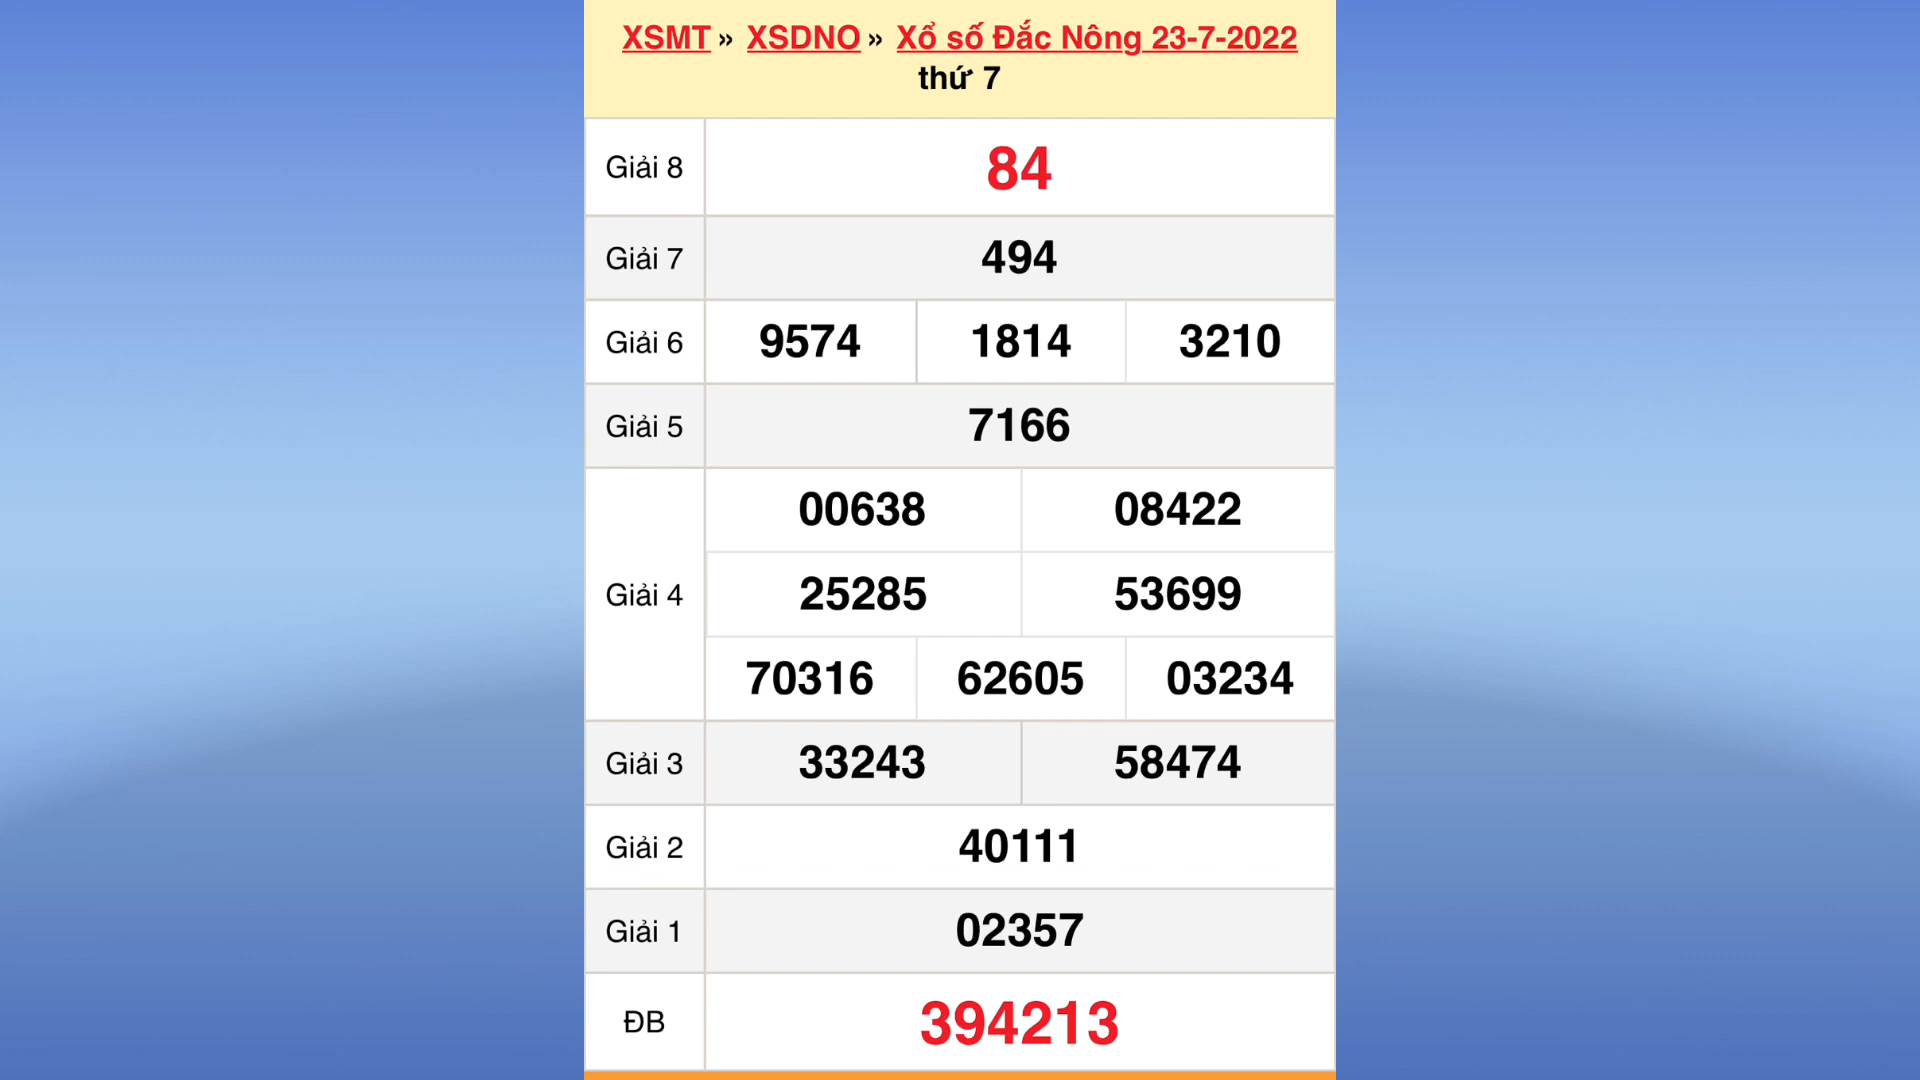 XSMT » XSDNO » Xổ số Đắc Nông 23-7-2022
thứ 7
Giải 8 84
Giải 7 494
Giải 6 9574 1814 3210
Giải 5 7166
00638 08422
Giải 4 25285 53699
70316 62605 03234
Giải 3 33243 58474
Giải 2 40111
Giải 1 02357
ĐB 394213